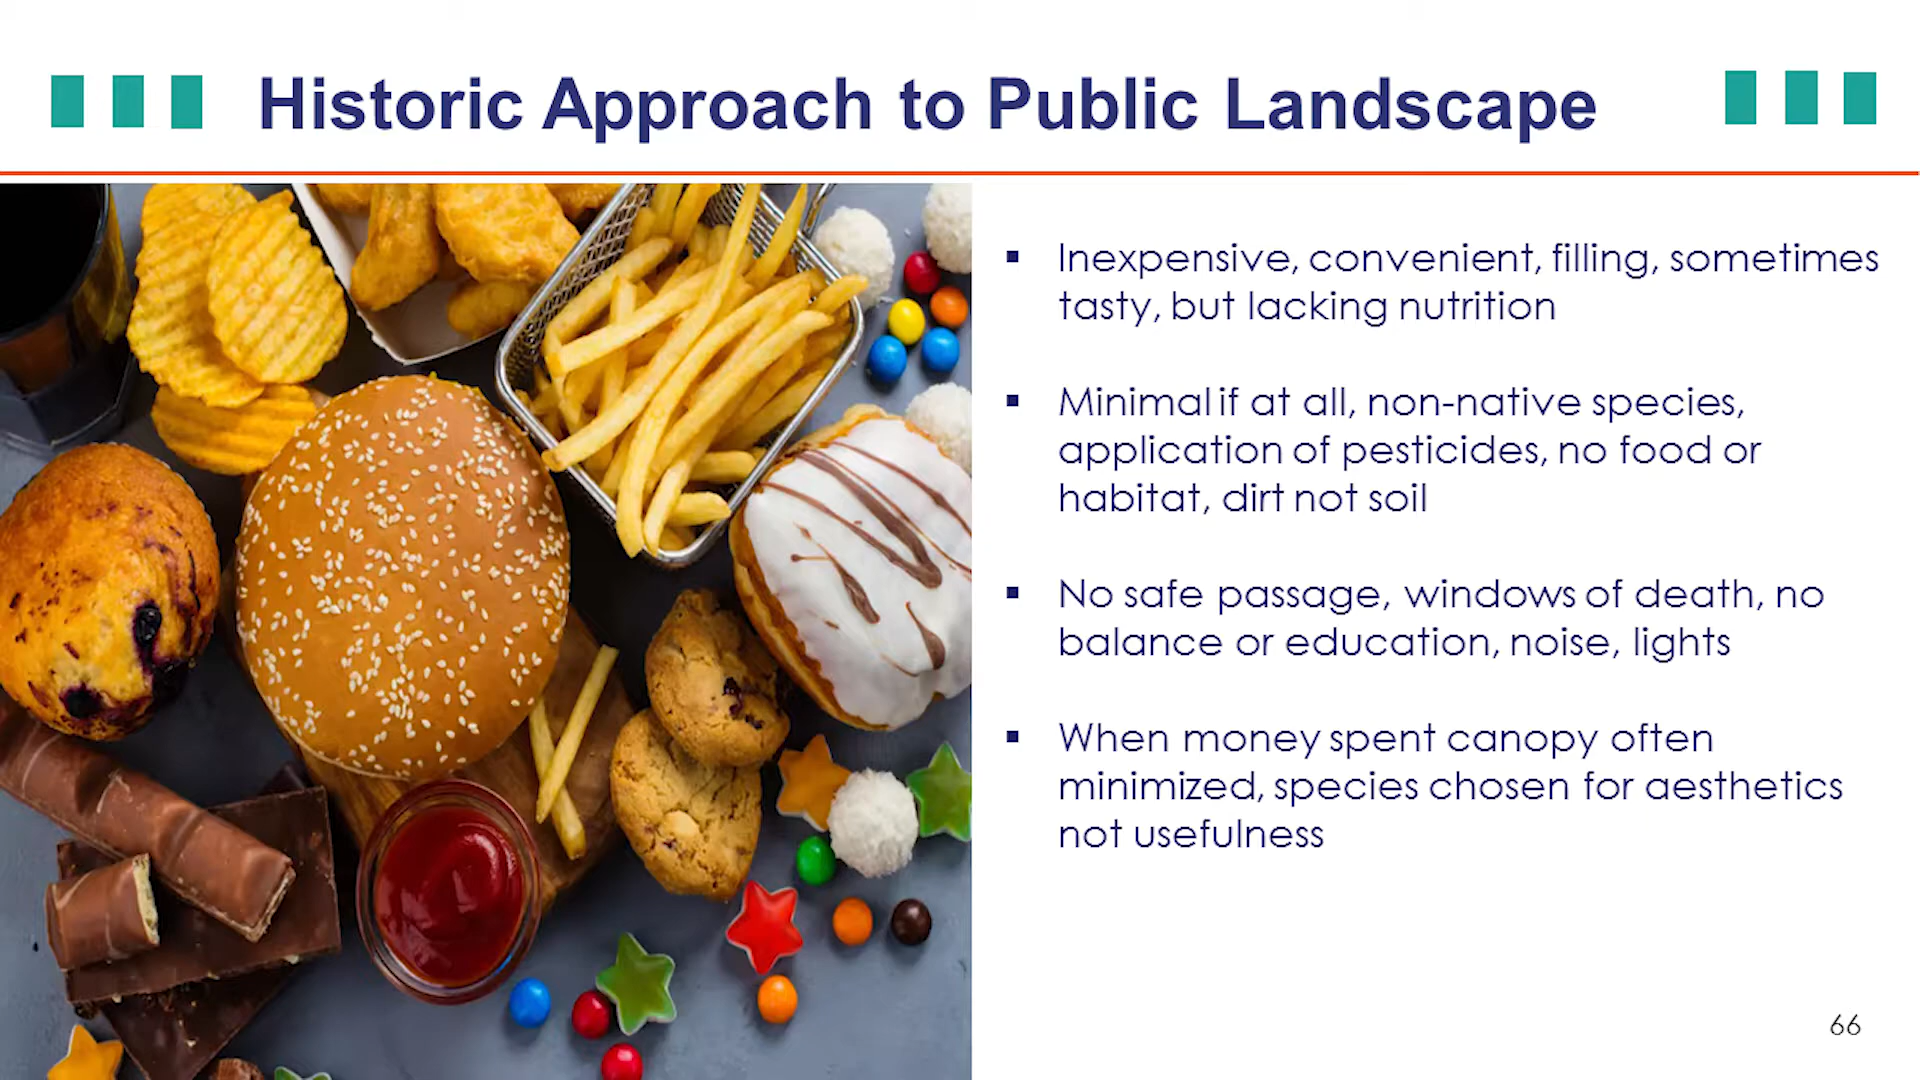 Historic Approach to Public Landscape
▪ Inexpensive, convenient, filling, sometimes
tasty, but lacking nutrition
▪ Minimal if at all, non-native species,
application of pesticides, no food or
habitat, dirt not soil
▪ No safe passage, windows of death, no
balance or education, noise, lights
▪ When money spent canopy often
minimized, species chosen for aesthetics
not usefulness
66